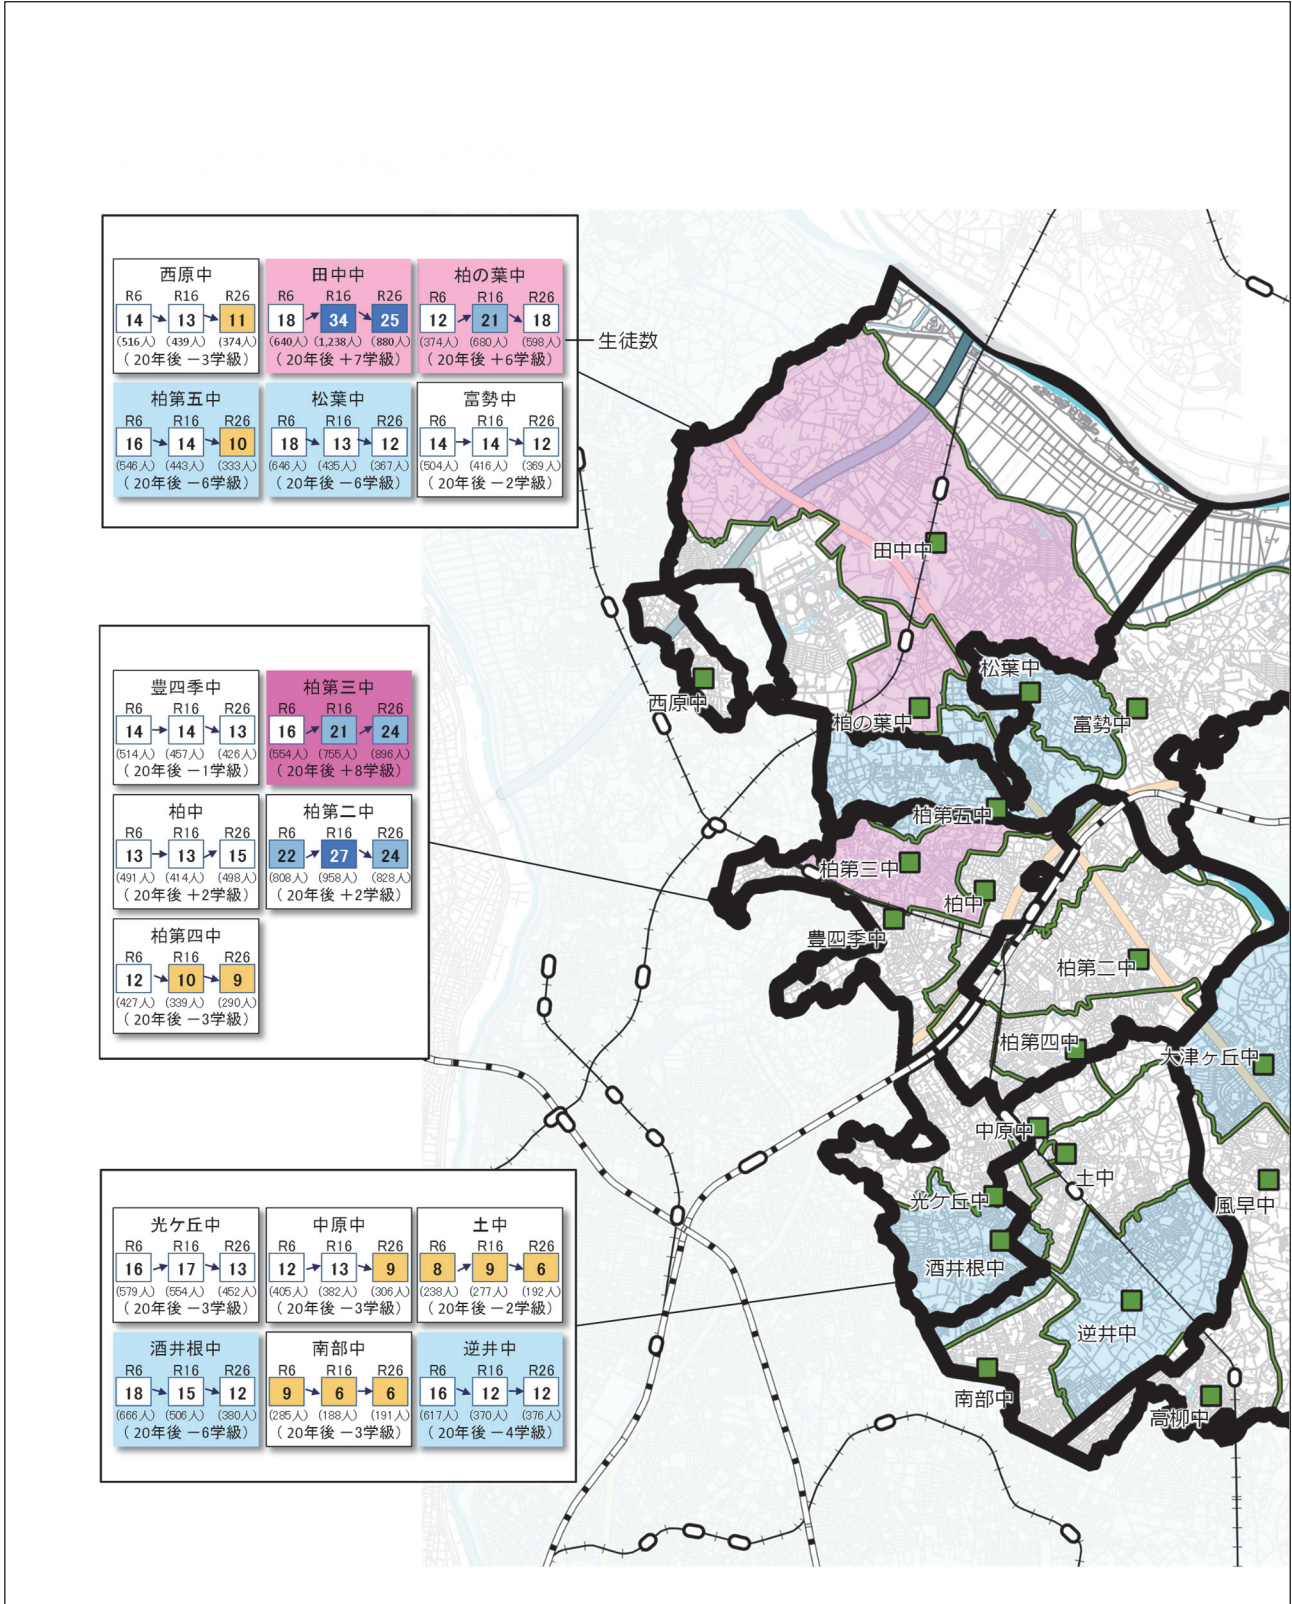 西原中
R6 R16 R26
14 13 11
(516人) (439人) (374人)
(20年後 −3学級)
田中中
R6 R16 R26
18 34 25
(640人) (1,238人) (880人)
(20年後 +7学級)
柏の葉中
R6 R16 R26
12 21 18
(374人) (680人) (598人)
(20年後 +6学級)
生徒数
柏第五中
R6 R16 R26
16 14 10
(546人) (443人) (333人)
(20年後 −6学級)
松葉中
R6 R16 R26
18 13 12
(646人) (435人) (367人)
(20年後 −6学級)
富勢中
R6 R16 R26
14 14 12
(504人) (416人) (369人)
(20年後 −2学級)
豊四季中
R6 R16 R26
14 14 13
(514人) (457人) (426人)
(20年後 −1学級)
柏第三中
R6 R16 R26
16 21 24
(554人) (755人) (896人)
(20年後 +8学級)
柏中
R6 R16 R26
13 13 15
(491人) (414人) (498人)
(20年後 +2学級)
柏第二中
R6 R16 R26
22 27 24
(808人) (958人) (828人)
(20年後 +2学級)
柏第四中
R6 R16 R26
12 10 9
(427人) (339人) (290人)
(20年後 −3学級)
光ケ丘中
R6 R16 R26
16 17 13
(579人) (554人) (452人)
(20年後 −3学級)
中原中
R6 R16 R26
12 13 9
(405人) (382人) (306人)
(20年後 −3学級)
土中
R6 R16 R26
8 9 6
(238人) (277人) (192人)
(20年後 −2学級)
酒井根中
R6 R16 R26
18 15 12
(666人) (506人) (380人)
(20年後 −6学級)
南部中
R6 R16 R26
9 6 6
(285人) (188人) (191人)
(20年後 −3学級)
逆井中
R6 R16 R26
16 12 12
(617人) (370人) (376人)
(20年後 −4学級)
田中中
松葉中
西原中
柏の葉中
富勢中
柏第五中
柏第三中
柏中
豊四季中
柏第二中
柏第四中
大津ヶ丘中
中原中
土中
光ケ丘中
風早中
酒井根中
逆井中
南部中
高柳中